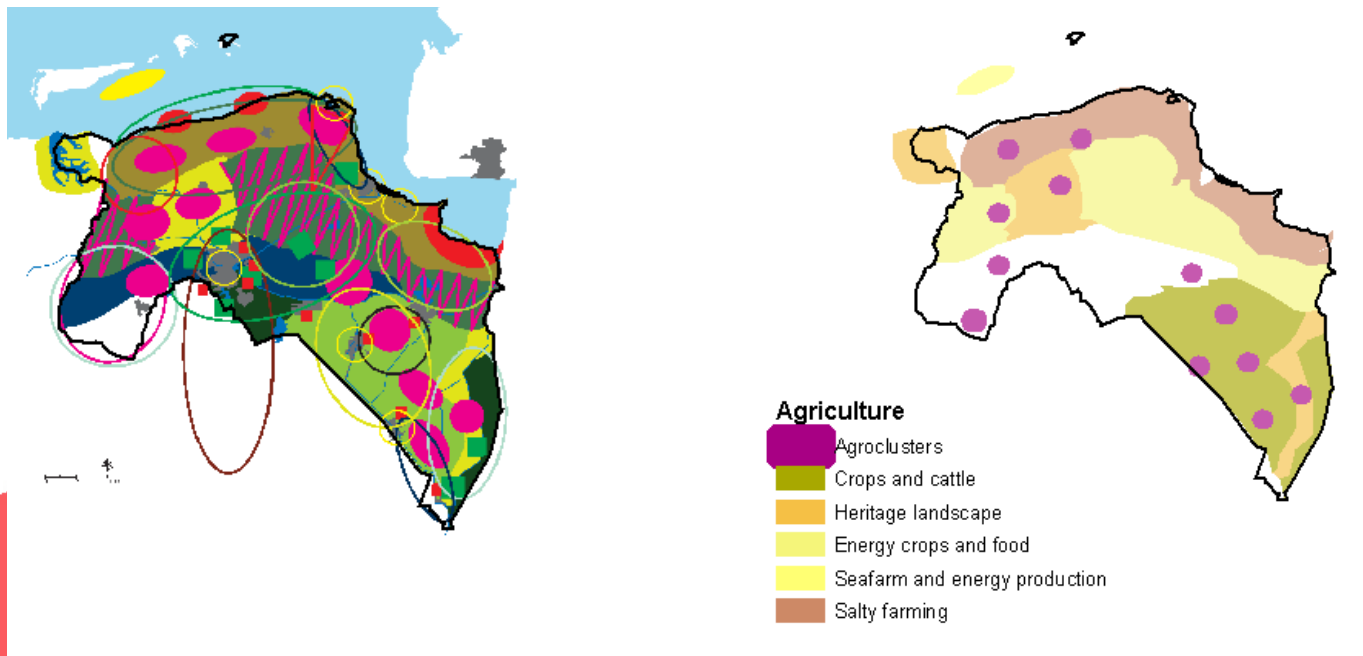 Agriculture
Agroclusters
Crops and cattle
Heritage landscape
Energy crops and food
Seafarm and energy production
Salty farming